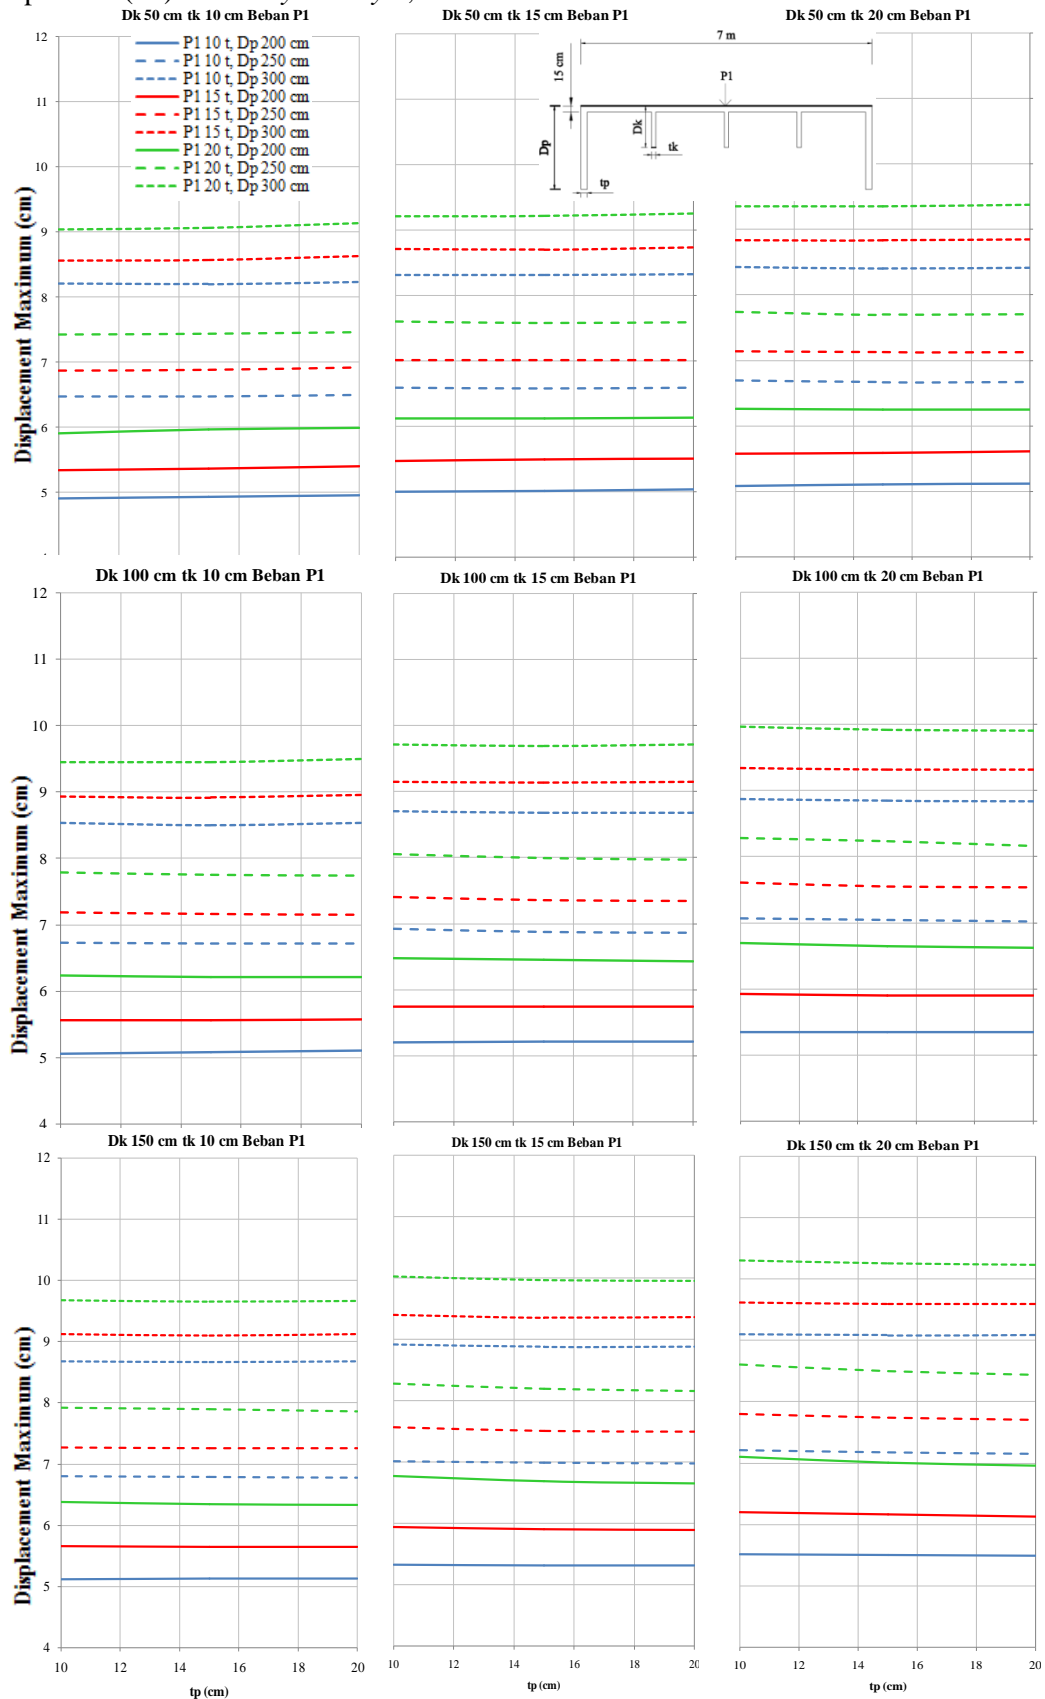 Dk 50 cm tk 10 cm Beban P1
Dk 50 cm tk 15 cm Beban P1
Dk 50 cm tk 20 cm Beban P1
P1 10 t, Dp 200 cm
P1 10 t, Dp 250 cm
P1 10 t, Dp 300 cm
P1 15 t, Dp 200 cm
P1 15 t, Dp 250 cm
P1 15 t, Dp 300 cm
P1 20 t, Dp 200 cm
P1 20 t, Dp 250 cm
P1 20 t, Dp 300 cm
7 m
15 cm
P1
Dp
Dk
tk
tp
Displacement Maximum (cm)
12
11
10
9
8
7
6
5
Dk 100 cm tk 10 cm Beban P1
Dk 100 cm tk 15 cm Beban P1
Dk 100 cm tk 20 cm Beban P1
Displacement Maximum (cm)
12
11
10
9
8
7
6
5
4
Dk 150 cm tk 10 cm Beban P1
Dk 150 cm tk 15 cm Beban P1
Dk 150 cm tk 20 cm Beban P1
Displacement Maximum (cm)
12
11
10
9
8
7
6
5
4
10 12 14 16 18 20
tp (cm)
10 12 14 16 18 20
tp (cm)
10 12 14 16 18 20
tp (cm)